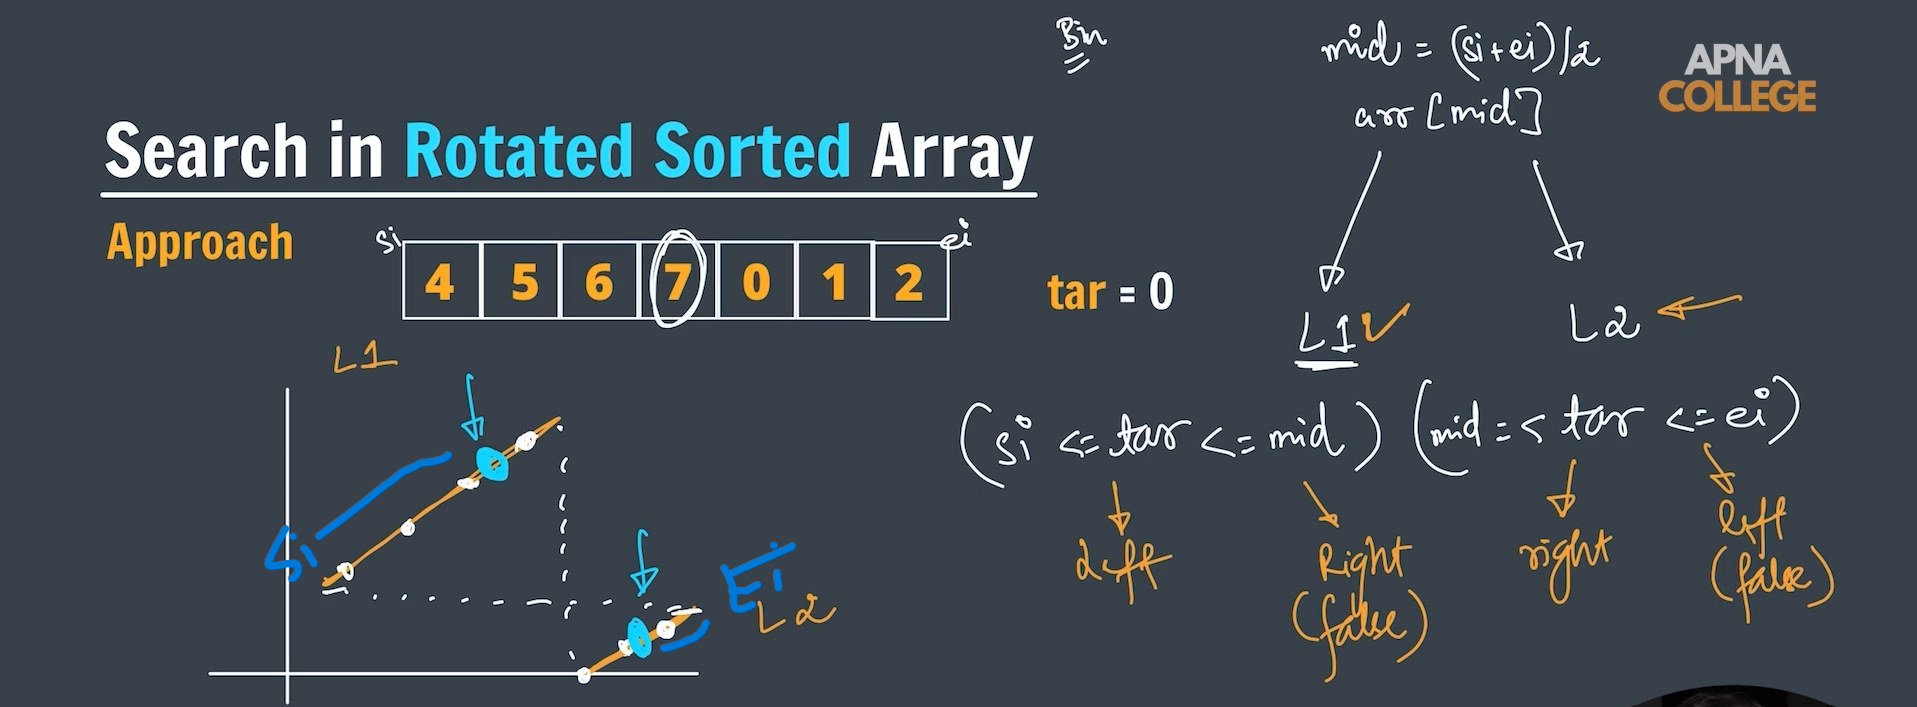 Bin
mid = (si+ei)/2
arr [mid]
APNA
COLLEGE
Search in Rotated Sorted Array
Approach
si
ei
4 5 6 7 0 1 2
tar = 0
L1
L2
L1
(si <= tar <= mid)
(mid =< tar <= ei)
left
Right
(false)
right
left
(false)
Si
Ei
L2